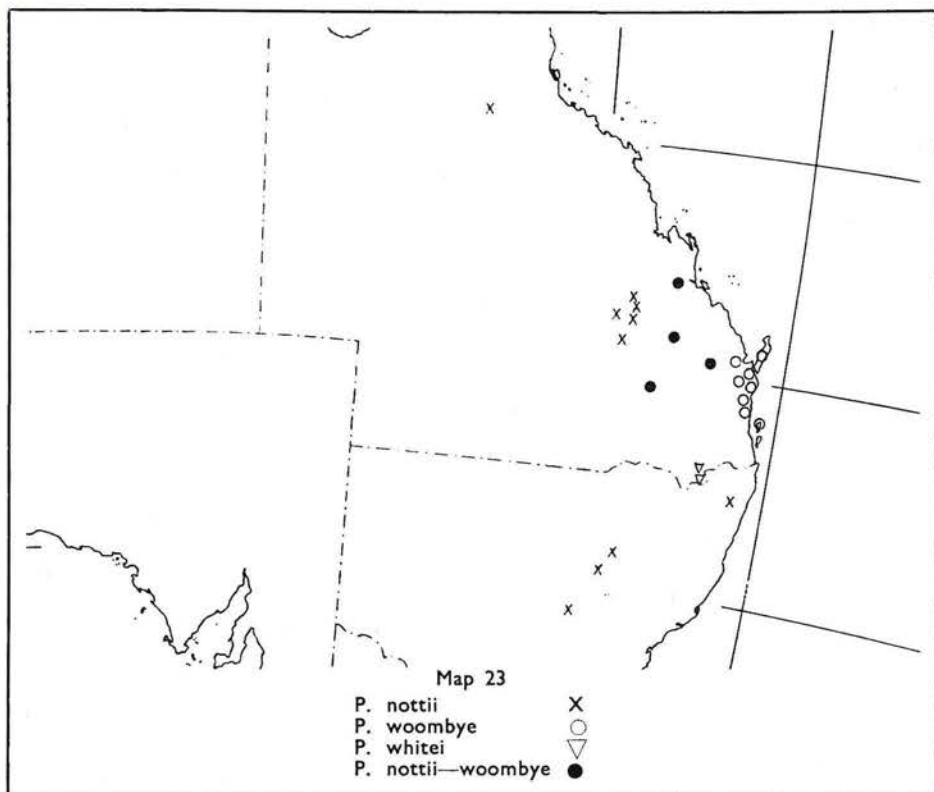 Map 23
P. nottii X
P. woombye ○
P. whitei ▽
P. nottii—woombye ●